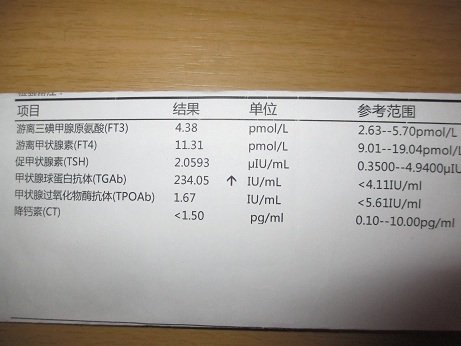 项目 结果 单位 参考范围
游离三碘甲腺原氨酸(FT3) 4.38 pmol/L 2.63--5.70pmol/L
游离甲状腺素(FT4) 11.31 pmol/L 9.01--19.04pmol/L
促甲状腺素(TSH) 2.0593 μIU/mL 0.3500--4.9400μIU
甲状腺球蛋白抗体(TGAb) 234.05 ↑ IU/mL <4.11IU/ml
甲状腺过氧化物酶抗体(TPOAb) 1.67 IU/mL <5.61IU/ml
降钙素(CT) <1.50 pg/ml 0.10--10.00pg/ml